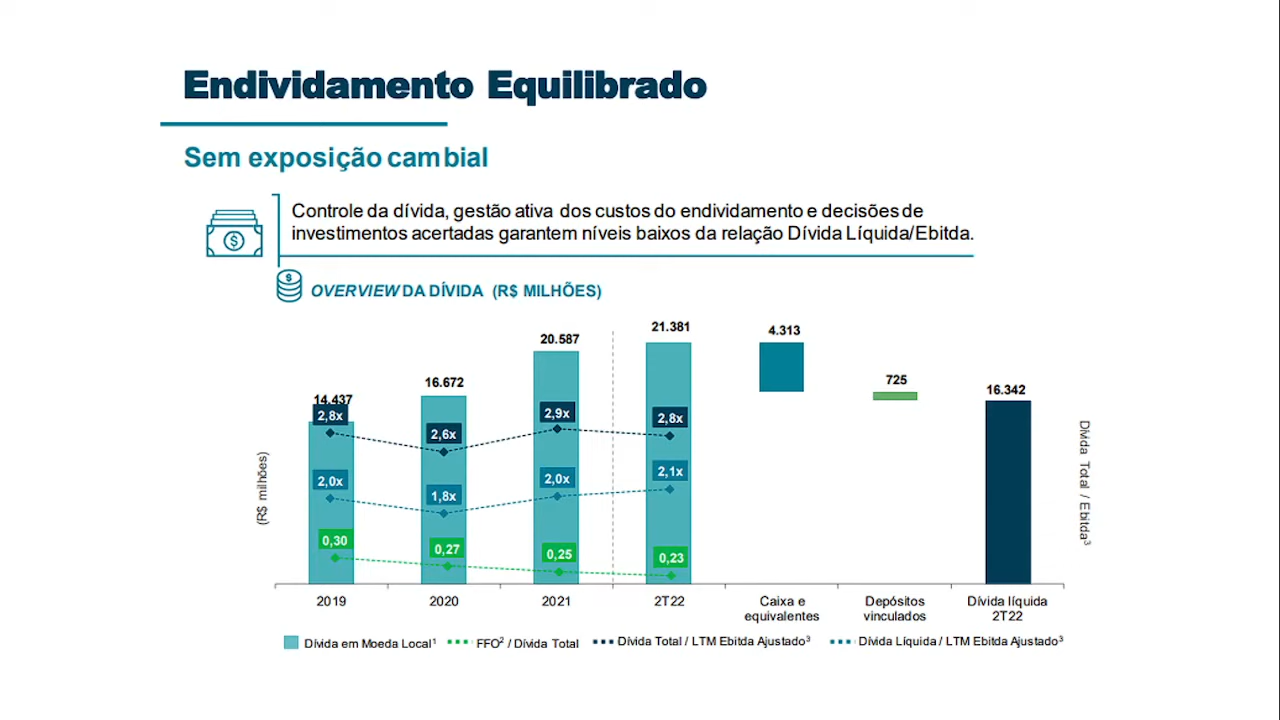 Endividamento Equilibrado
Sem exposição cambial
Controle da dívida, gestão ativa dos custos do endividamento e decisões de
investimentos acertadas garantem níveis baixos da relação Dívida Líquida/Ebitda.
OVERVIEW DA DÍVIDA (R$ MILHÕES)
14.437
16.672
20.587
21.381
4.313
725
16.342
2,8x
2,6x
2,9x
2,8x
2,0x
1,8x
2,0x
2,1x
0,30
0,27
0,25
0,23
(R$ milhões)
Dívida Total / Ebitda³
2019
2020
2021
2T22
Caixa e
equivalentes
Depósitos
vinculados
Dívida líquida
2T22
Dívida em Moeda Local¹
FFO² / Dívida Total
Dívida Total / LTM Ebitda Ajustado³
Dívida Líquida / LTM Ebitda Ajustado³